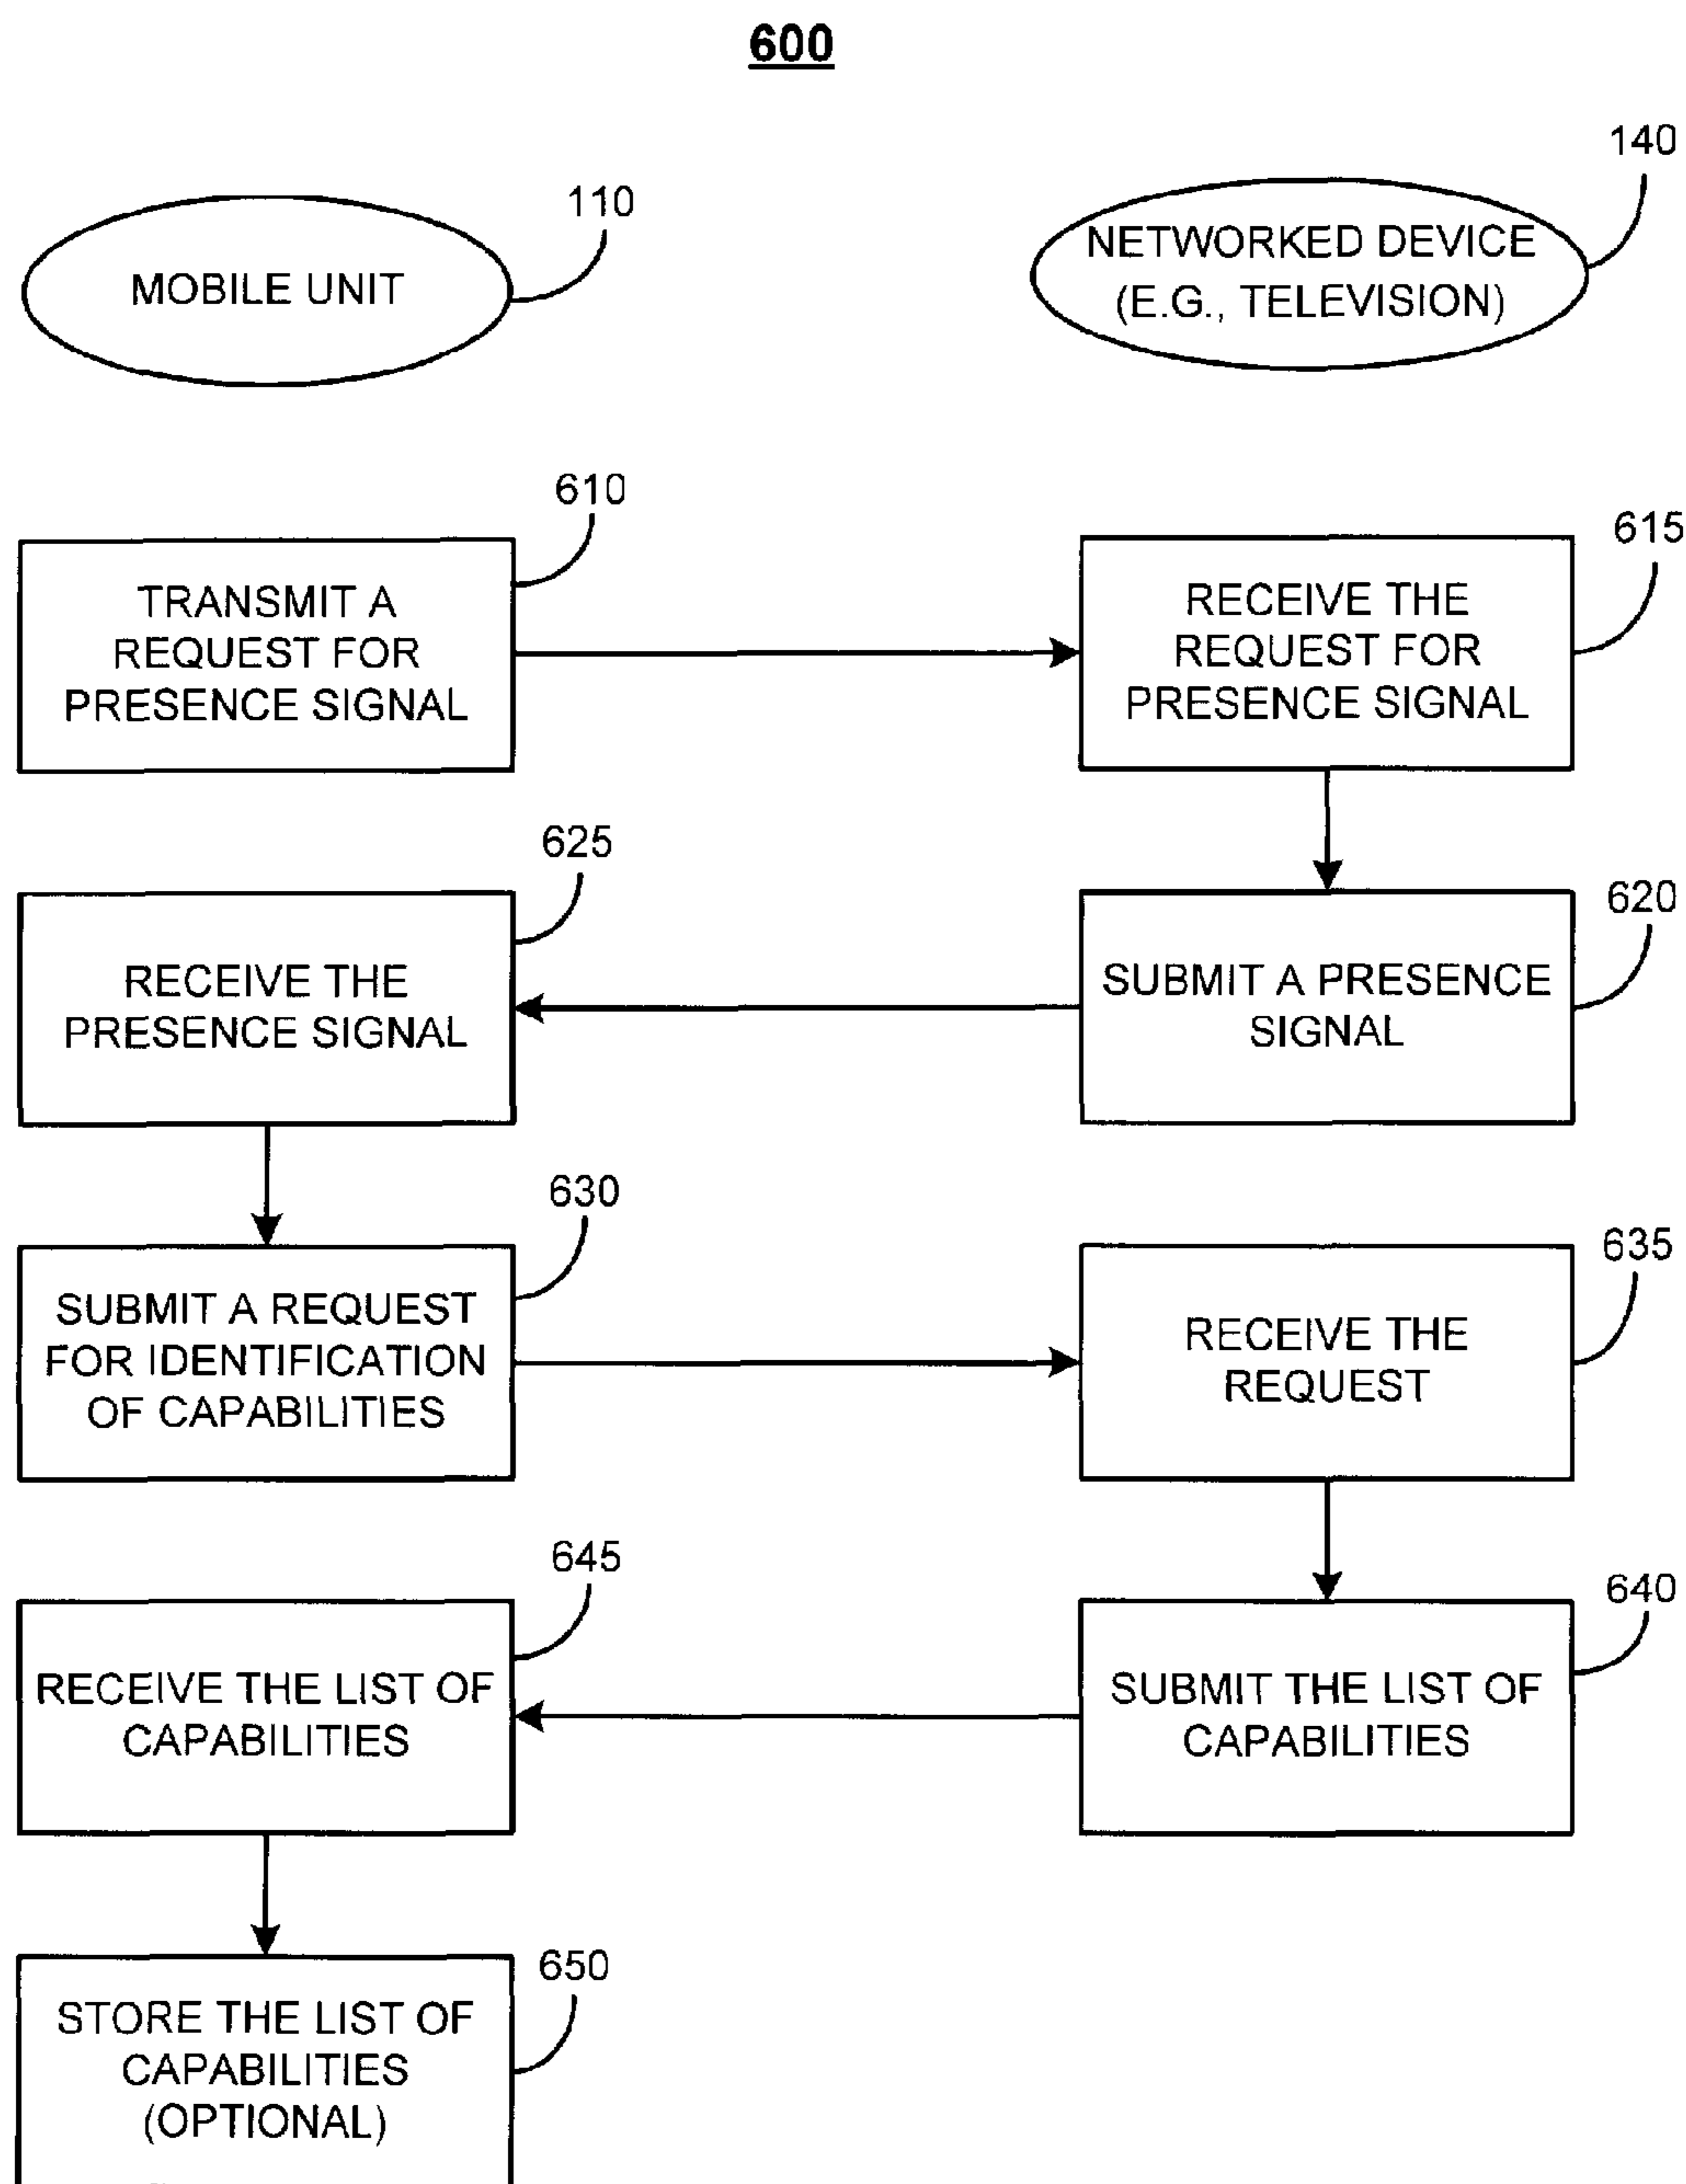 600
110
MOBILE UNIT
140
NETWORKED DEVICE
(E.G., TELEVISION)
610
TRANSMIT A
REQUEST FOR
PRESENCE SIGNAL
615
RECEIVE THE
REQUEST FOR
PRESENCE SIGNAL
625
RECEIVE THE
PRESENCE SIGNAL
620
SUBMIT A PRESENCE
SIGNAL
630
SUBMIT A REQUEST
FOR IDENTIFICATION
OF CAPABILITIES
635
RECEIVE THE
REQUEST
645
RECEIVE THE LIST OF
CAPABILITIES
640
SUBMIT THE LIST OF
CAPABILITIES
650
STORE THE LIST OF
CAPABILITIES
(OPTIONAL)